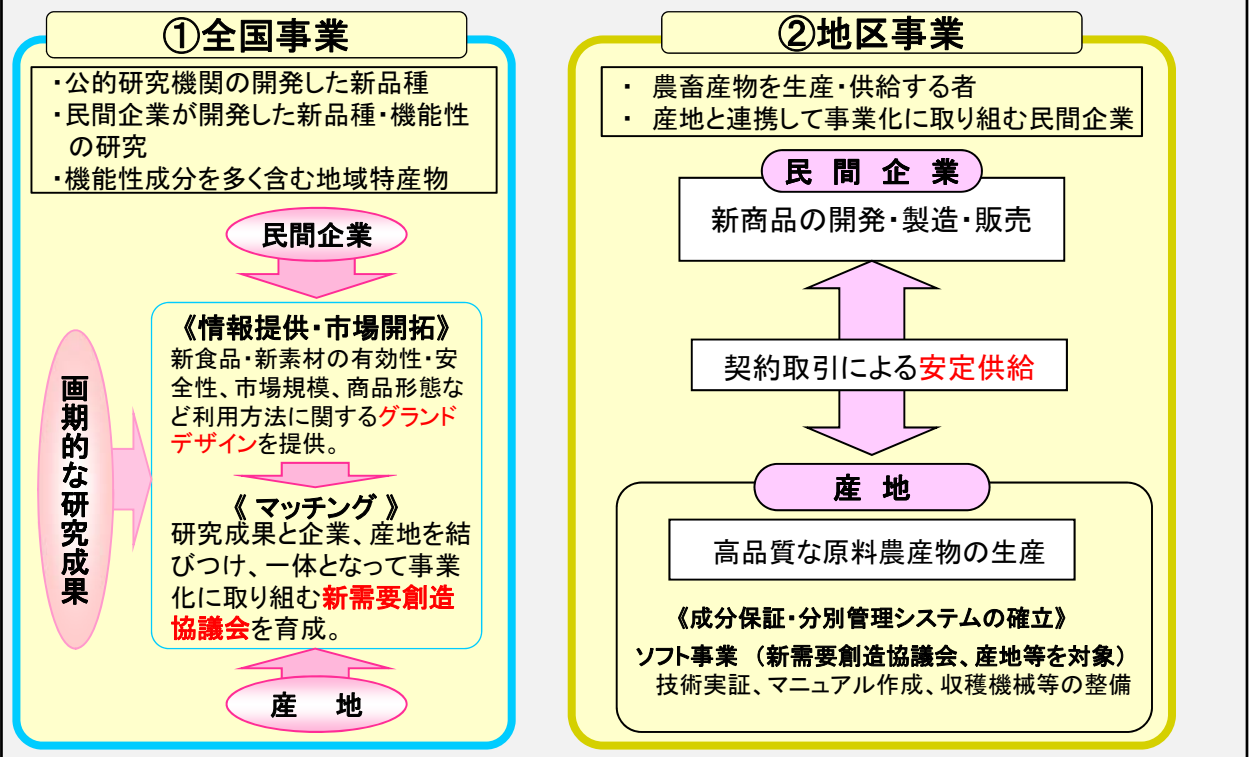 ①全国事業
・公的研究機関の開発した新品種
・民間企業が開発した新品種・機能性
の研究
・機能性成分を多く含む地域特産物
民間企業
《情報提供・市場開拓》
新食品・新素材の有効性・安
全性、市場規模、商品形態な
ど利用方法に関するグランド
デザインを提供。
画期的な研究成果
《 マッチング 》
研究成果と企業、産地を結
びつけ、一体となって事業
化に取り組む新需要創造
協議会を育成。
産　地
②地区事業
・ 農畜産物を生産・供給する者
・ 産地と連携して事業化に取り組む民間企業
民 間 企 業
新商品の開発・製造・販売
契約取引による安定供給
産 地
高品質な原料農産物の生産
《成分保証・分別管理システムの確立》
ソフト事業 （新需要創造協議会、産地等を対象）
技術実証、マニュアル作成、収穫機械等の整備